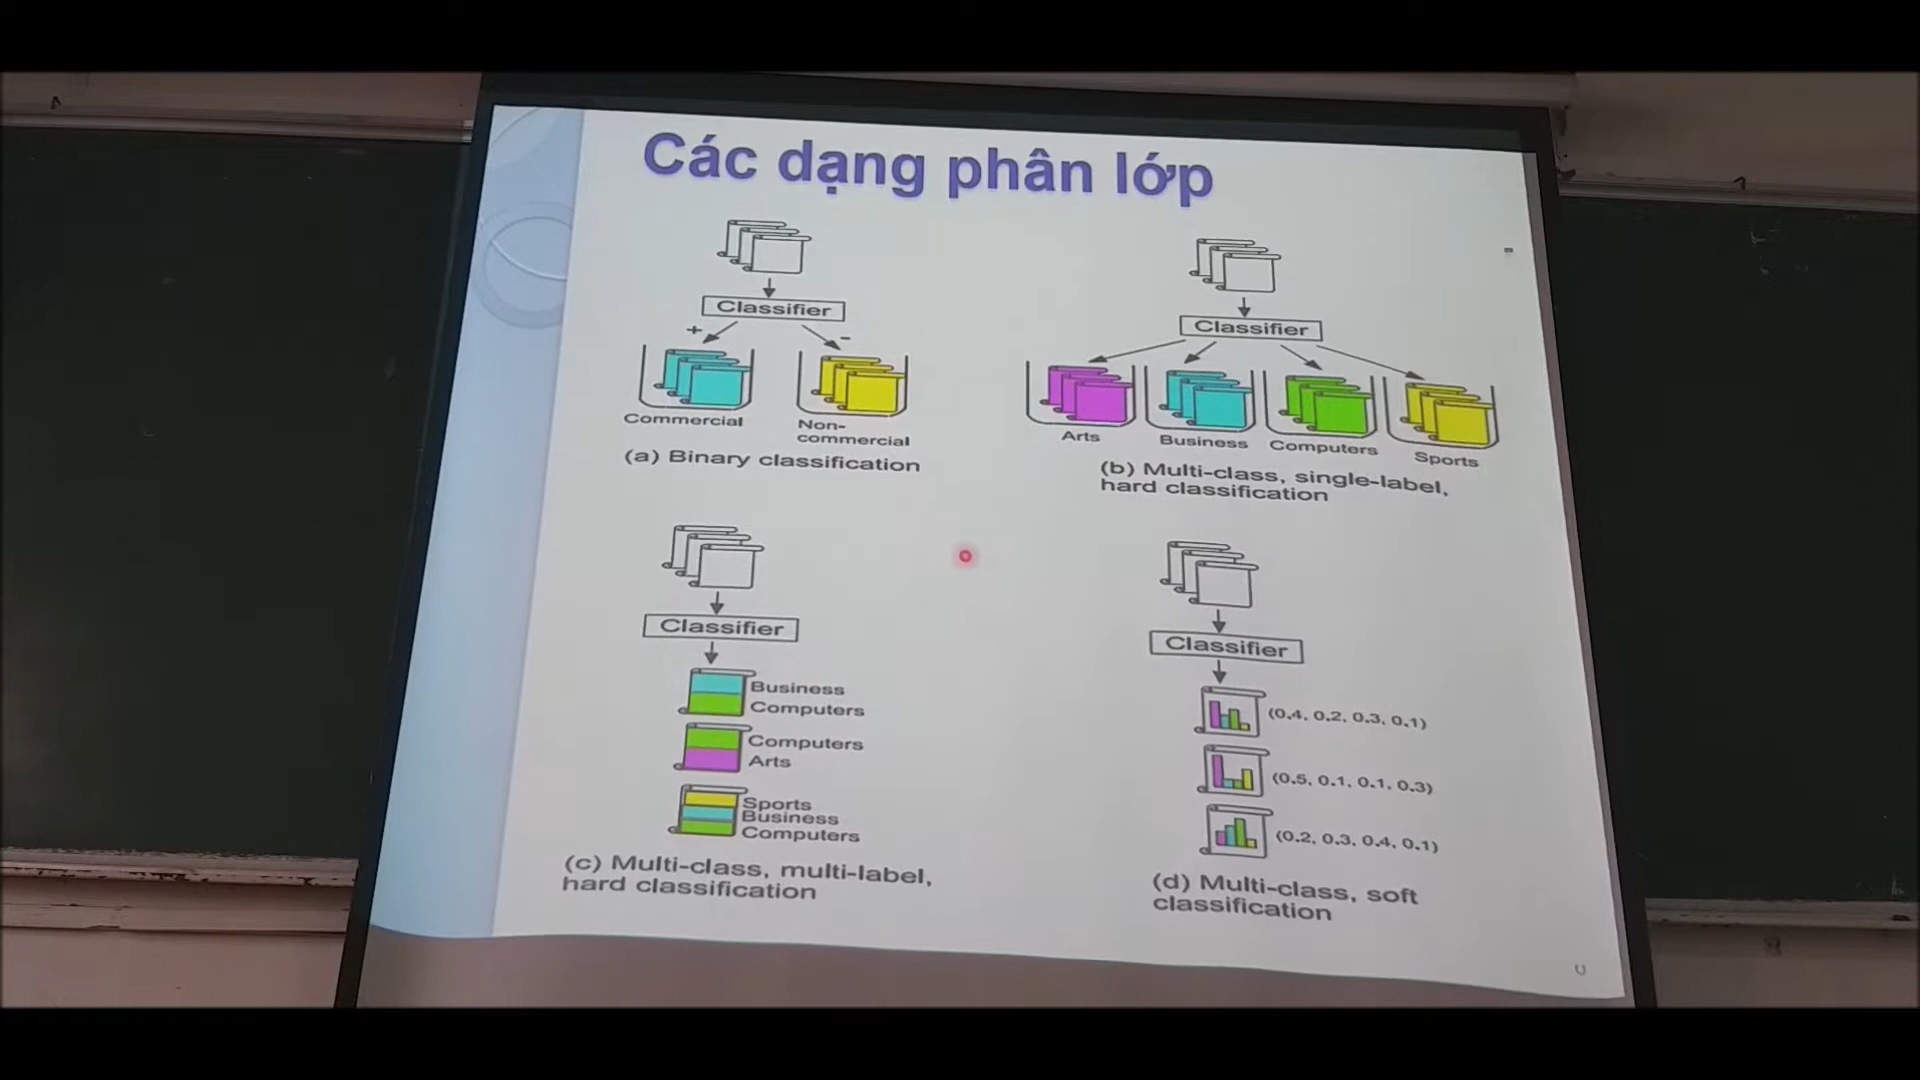 Các dạng phân lớp
Classifier
+
-
Commercial
Non-
commercial
(a) Binary classification
Classifier
Arts
Business
Computers
Sports
(b) Multi-class, single-label,
hard classification
Classifier
Business
Computers
Computers
Arts
Sports
Business
Computers
(c) Multi-class, multi-label,
hard classification
Classifier
(0.4, 0.2, 0.3, 0.1)
(0.5, 0.1, 0.1, 0.3)
(0.2, 0.3, 0.4, 0.1)
(d) Multi-class, soft
classification